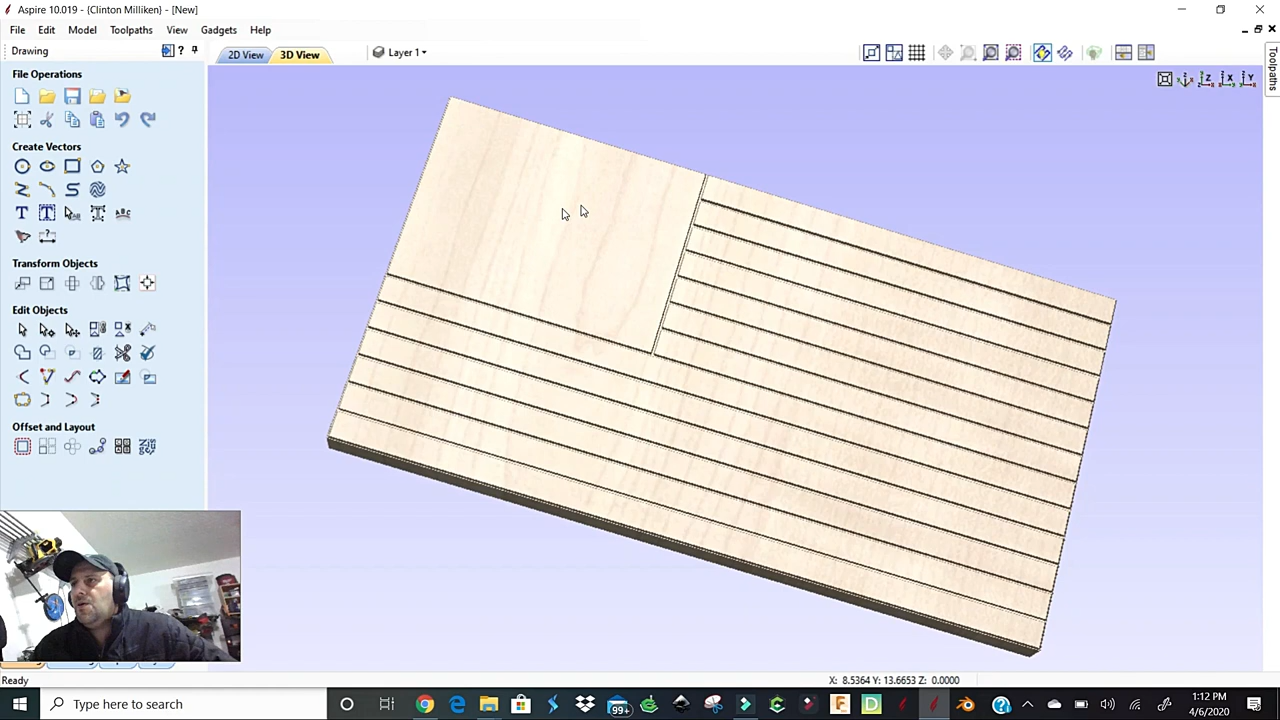 Aspire 10.019 - {Clinton Milliken} - [New]
File Edit Model Toolpaths View Gadgets Help
Drawing
?
2D View
3D View
Layer 1
Toolpaths
File Operations
Create Vectors
Transform Objects
Edit Objects
Offset and Layout
Ready
X: 8.5364 Y: 13.6653 Z: 0.0000
Type here to search
99+
1:12 PM
4/6/2020